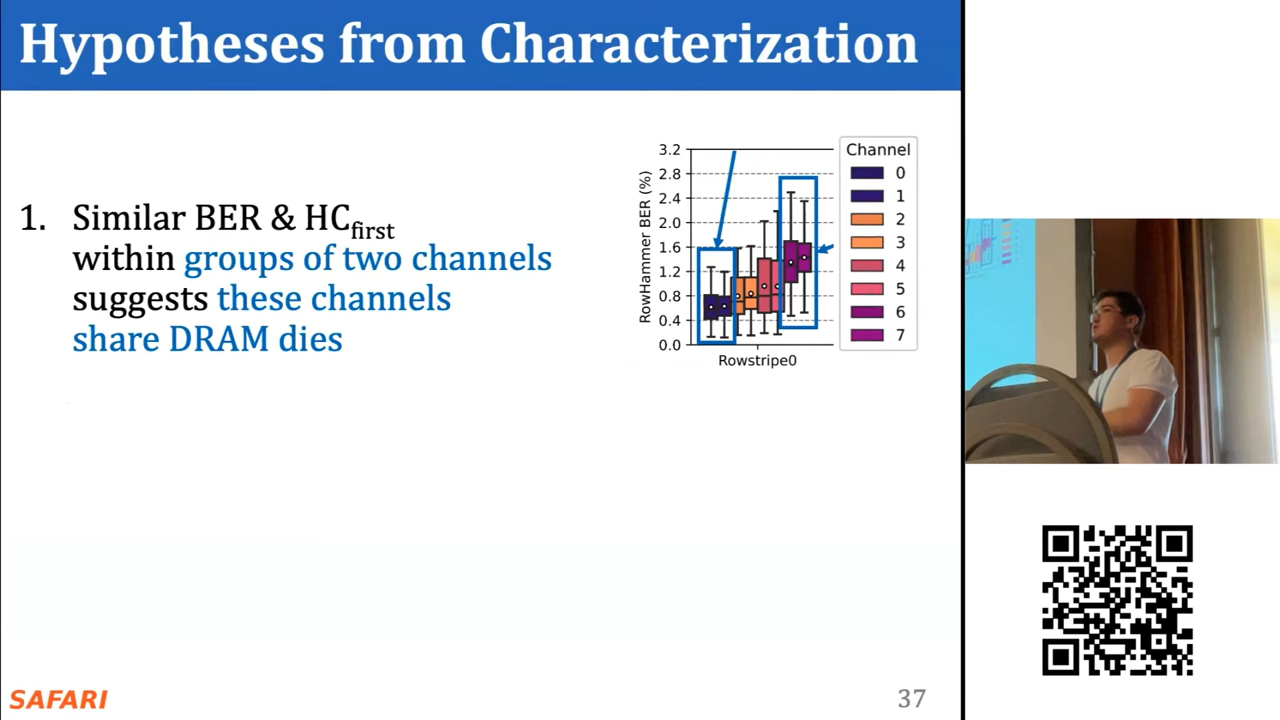 Hypotheses from Characterization
1. Similar BER & HCfirst
within groups of two channels
suggests these channels
share DRAM dies
RowHammer BER (%)
3.2
2.8
2.4
2.0
1.6
1.2
0.8
0.4
0.0
Rowstripe0
Channel
0
1
2
3
4
5
6
7
SAFARI
37